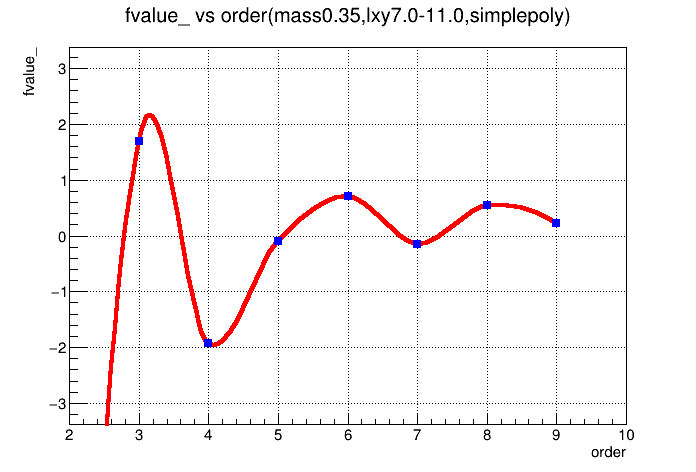 fvalue_ vs order(mass0.35,lxy7.0-11.0,simplepoly)
fvalue_
3
2
1
0
−1
−2
−3
2 3 4 5 6 7 8 9 10
order